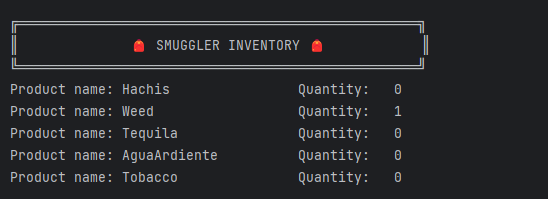 🎒 SMUGGLER INVENTORY 🎒
Product name: Hachis Quantity: 0
Product name: Weed Quantity: 1
Product name: Tequila Quantity: 0
Product name: AguaArdiente Quantity: 0
Product name: Tobacco Quantity: 0